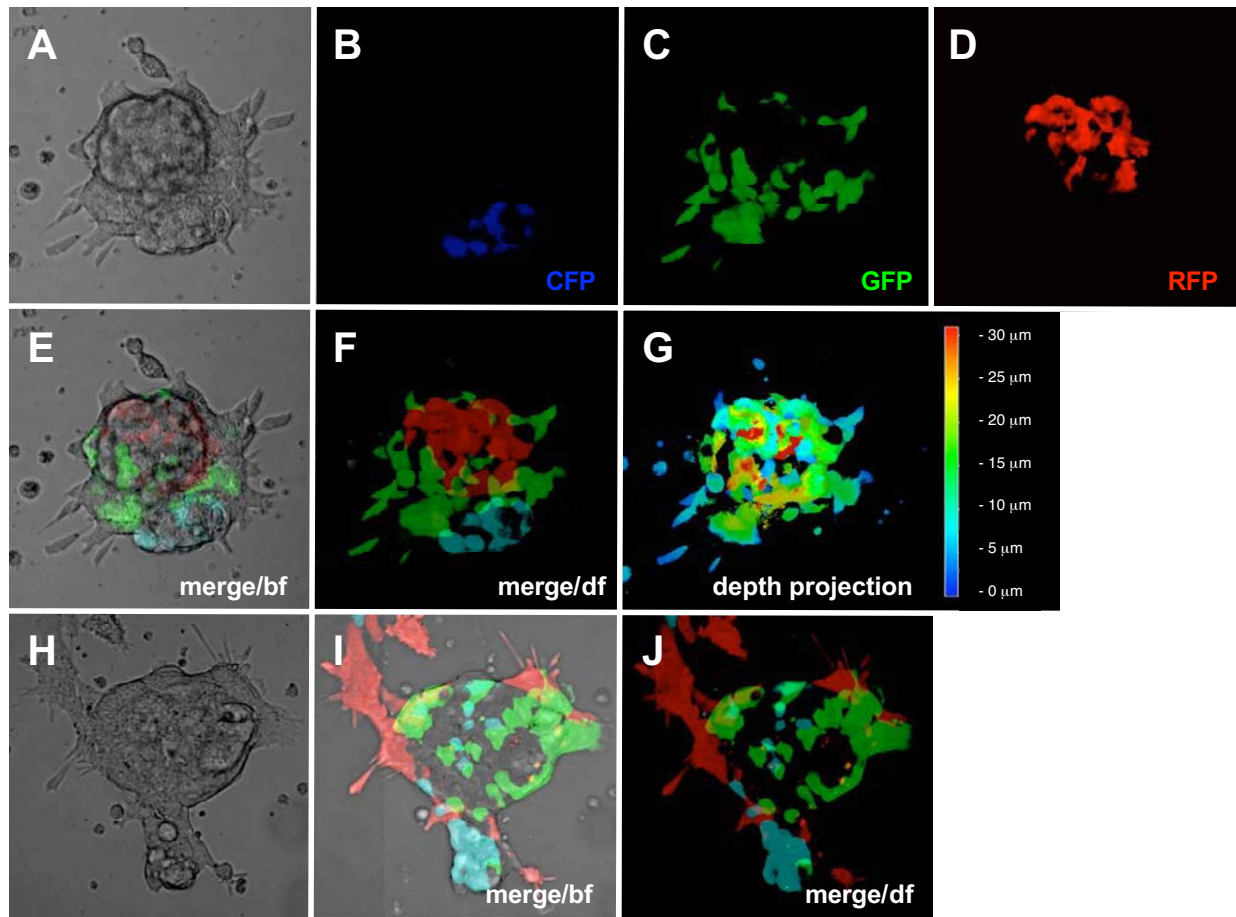 A
B
CFP
C
GFP
D
RFP
E
merge/bf
F
merge/df
G
depth projection
- 30 μm
- 25 μm
- 20 μm
- 15 μm
- 10 μm
- 5 μm
- 0 μm
H
I
merge/bf
J
merge/df